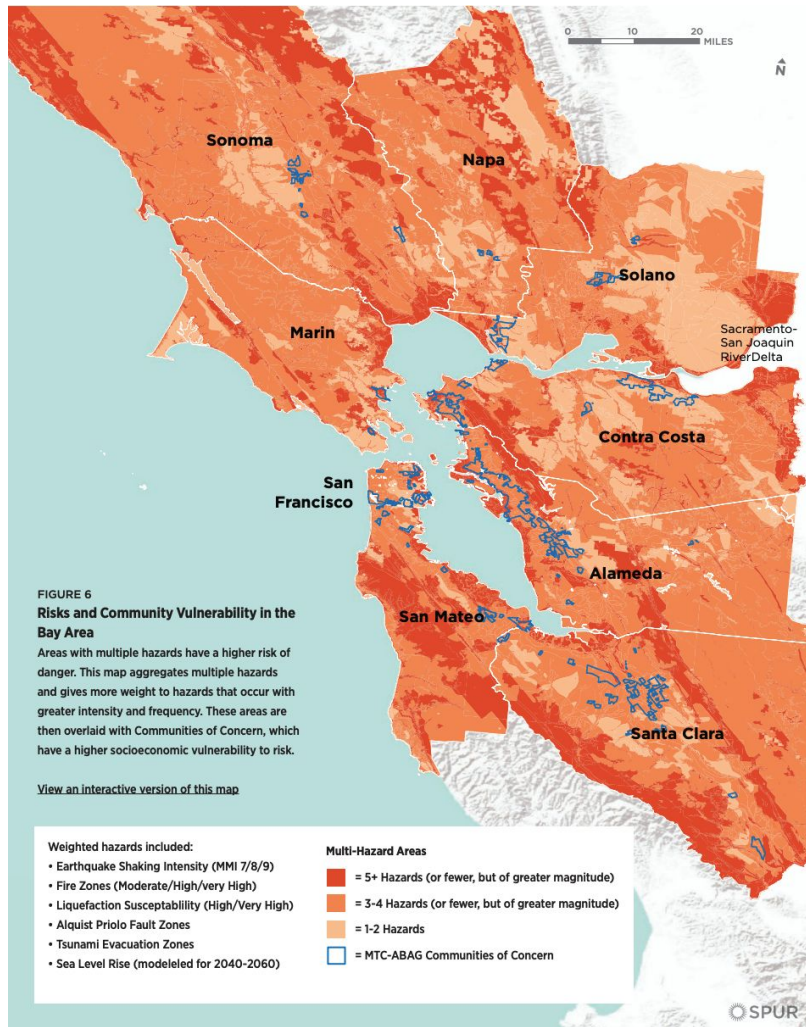 0 10 20
MILES
N
Sonoma
Napa
Solano
Sacramento-
San Joaquin
RiverDelta
Marin
Contra Costa
San
Francisco
Alameda
San Mateo
Santa Clara
FIGURE 6
Risks and Community Vulnerability in the
Bay Area
Areas with multiple hazards have a higher risk of
danger. This map aggregates multiple hazards
and gives more weight to hazards that occur with
greater intensity and frequency. These areas are
then overlaid with Communities of Concern, which
have a higher socioeconomic vulnerability to risk.
View an interactive version of this map
Weighted hazards included:
• Earthquake Shaking Intensity (MMI 7/8/9)
• Fire Zones (Moderate/High/very High)
• Liquefaction Susceptablility (High/Very High)
• Alquist Priolo Fault Zones
• Tsunami Evacuation Zones
• Sea Level Rise (modeleled for 2040-2060)
Multi-Hazard Areas
= 5+ Hazards (or fewer, but of greater magnitude)
= 3-4 Hazards (or fewer, but of greater magnitude)
= 1-2 Hazards
= MTC-ABAG Communities of Concern
SPUR